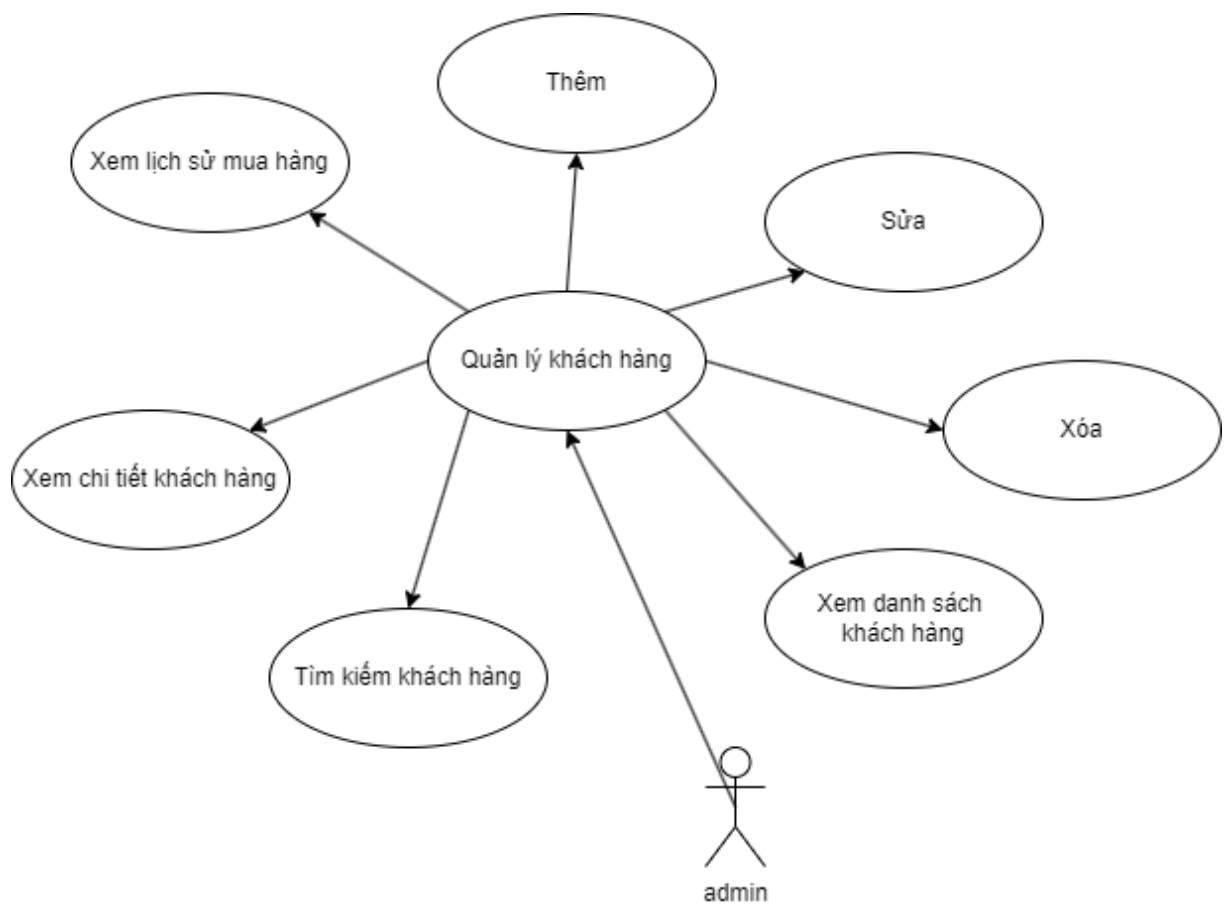 Thêm
Xem lịch sử mua hàng
Sửa
Quản lý khách hàng
Xóa
Xem chi tiết khách hàng
Xem danh sách
khách hàng
Tìm kiếm khách hàng
admin